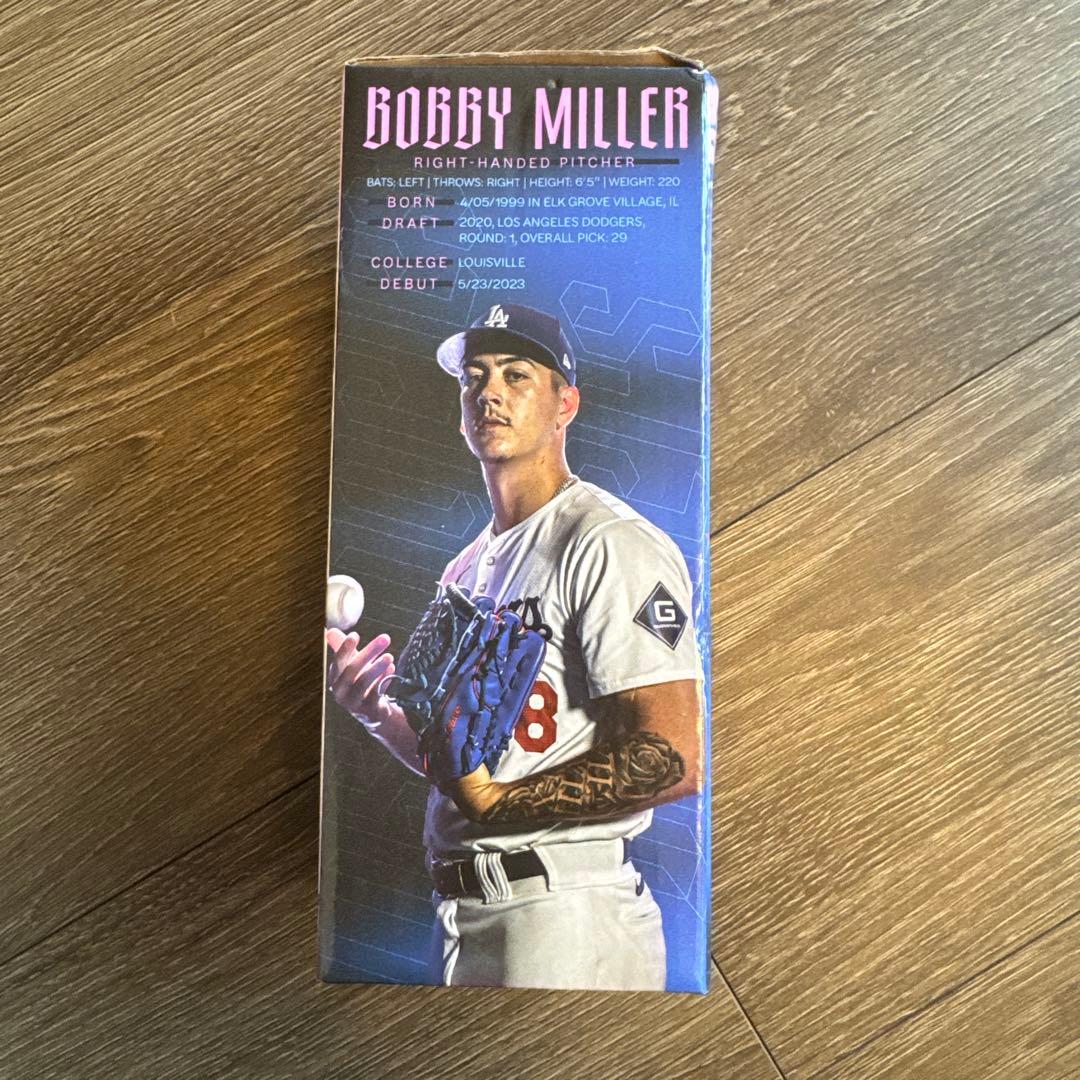 BOBBY MILLER
RIGHT-HANDED PITCHER
BATS: LEFT | THROWS: RIGHT | HEIGHT: 6'5" | WEIGHT: 220
BORN 4/05/1999 IN ELK GROVE VILLAGE, IL
DRAFT 2020, LOS ANGELES DODGERS,
ROUND: 1, OVERALL PICK: 29
COLLEGE LOUISVILLE
DEBUT 5/23/2023
LA
G
8